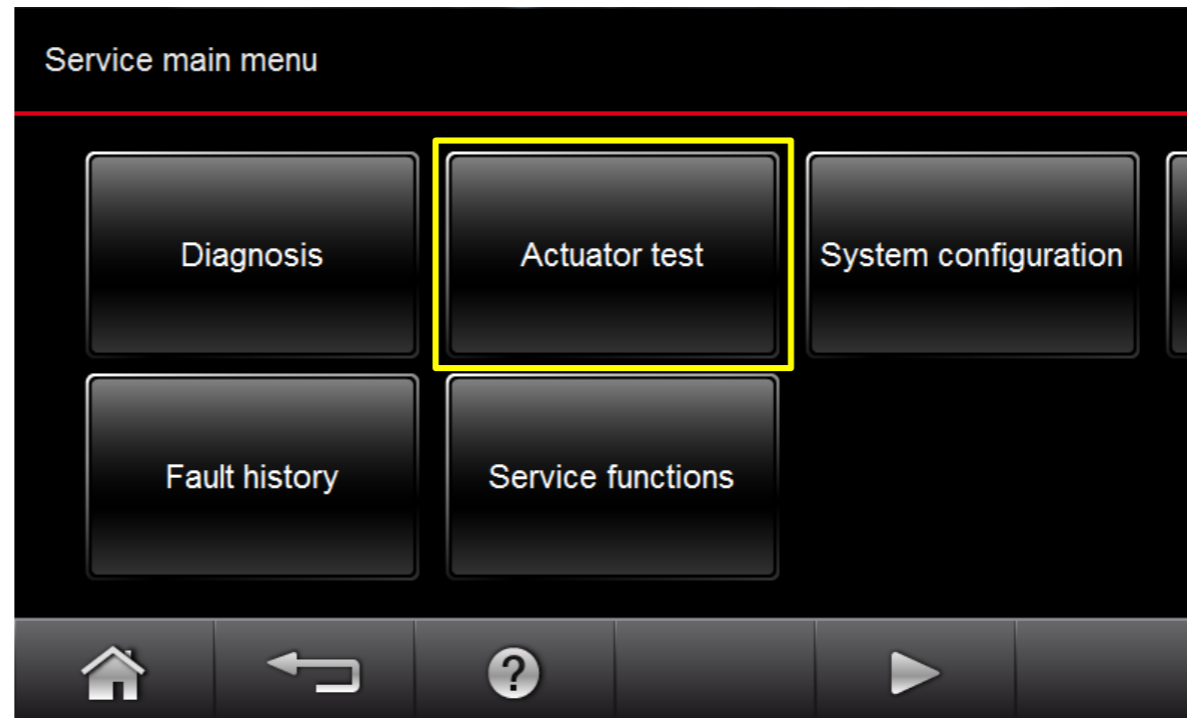 Service main menu
Diagnosis
Actuator test
System configuration
Fault history
Service functions
?